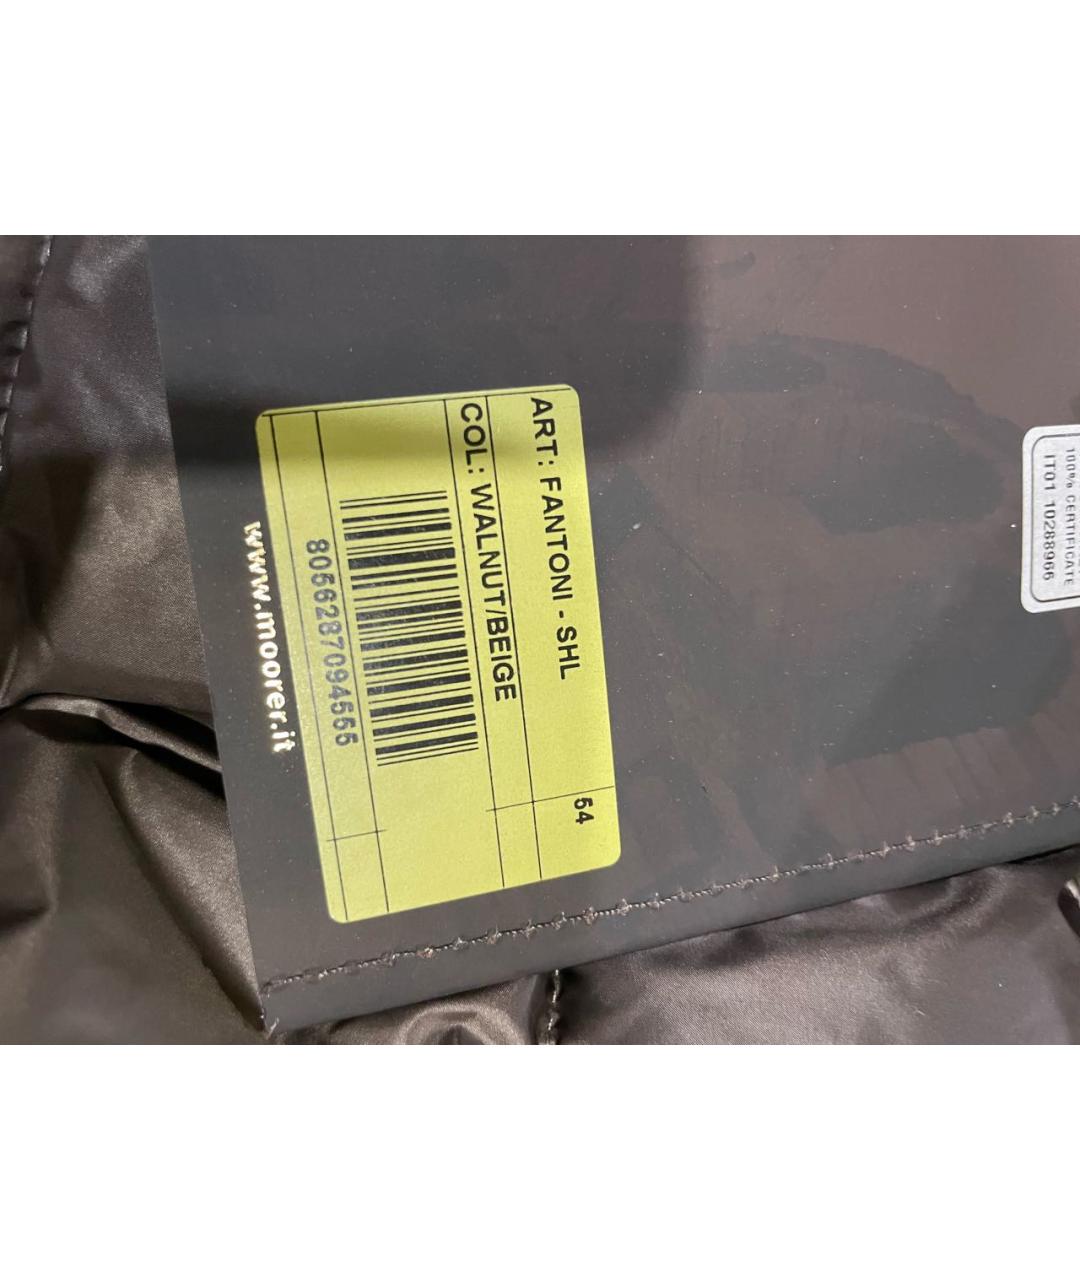 ART: FANTONI - SHL
54
COL: WALNUT/BEIGE
8056287094555
www.moorer.it
100% CERTIFICATE
IT01 10288966